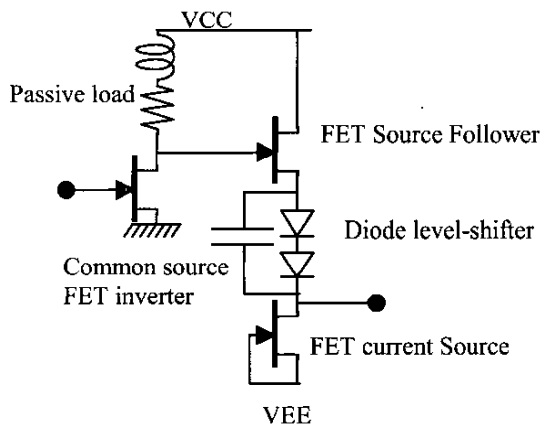 VCC
Passive load
FET Source Follower
Diode level-shifter
Common source
FET inverter
FET current Source
VEE